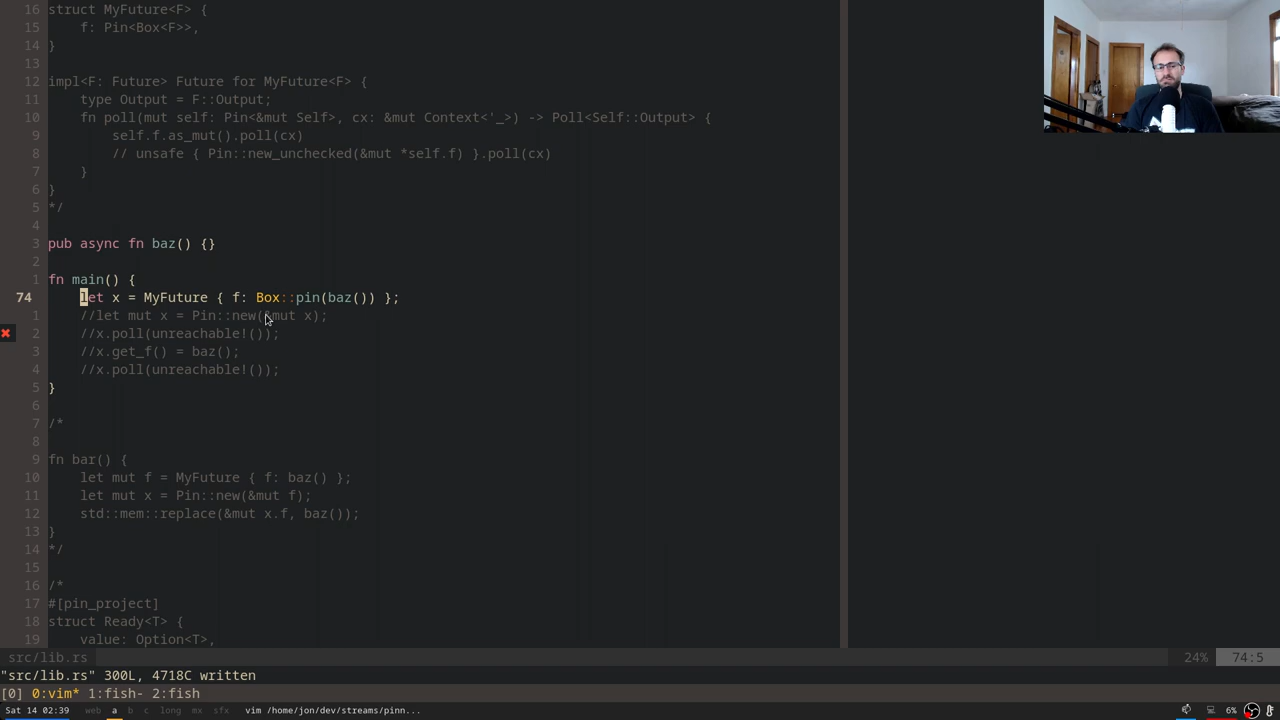 16 struct MyFuture<F> {
15     f: Pin<Box<F>>,
14 }
13
12 impl<F: Future> Future for MyFuture<F> {
11     type Output = F::Output;
10     fn poll(mut self: Pin<&mut Self>, cx: &mut Context<'_>) -> Poll<Self::Output> {
9         self.f.as_mut().poll(cx)
8         // unsafe { Pin::new_unchecked(&mut *self.f) }.poll(cx)
7     }
6 }
5 */
4
3 pub async fn baz() {}
2
1 fn main() {
74     let x = MyFuture { f: Box::pin(baz()) };
1     //let mut x = Pin::new(&mut x);
2     //x.poll(unreachable!());
3     //x.get_f() = baz();
4     //x.poll(unreachable!());
5 }
6
7 /*
8
9 fn bar() {
10     let mut f = MyFuture { f: baz() };
11     let mut x = Pin::new(&mut f);
12     std::mem::replace(&mut x.f, baz());
13 }
14 */
15
16 /*
17 #[pin_project]
18 struct Ready<T> {
19     value: Option<T>,
src/lib.rs 24% 74:5
"src/lib.rs" 300L, 4718C written
[0] 0:vim* 1:fish- 2:fish
Sat 14 02:39 web a b c long mx sfx vim /home/jon/dev/streams/pinn... 6%